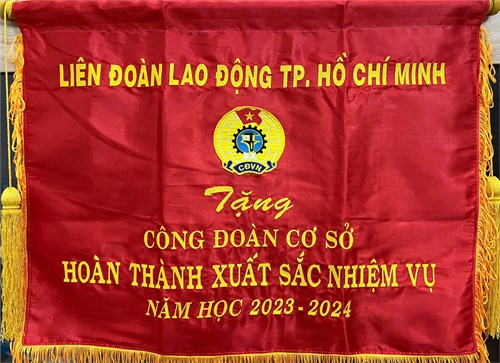 LIÊN ĐOÀN LAO ĐỘNG TP. HỒ CHÍ MINH
CĐVN
Tặng
CÔNG ĐOÀN CƠ SỞ
HOÀN THÀNH XUẤT SẮC NHIỆM VỤ
NĂM HỌC 2023 - 2024